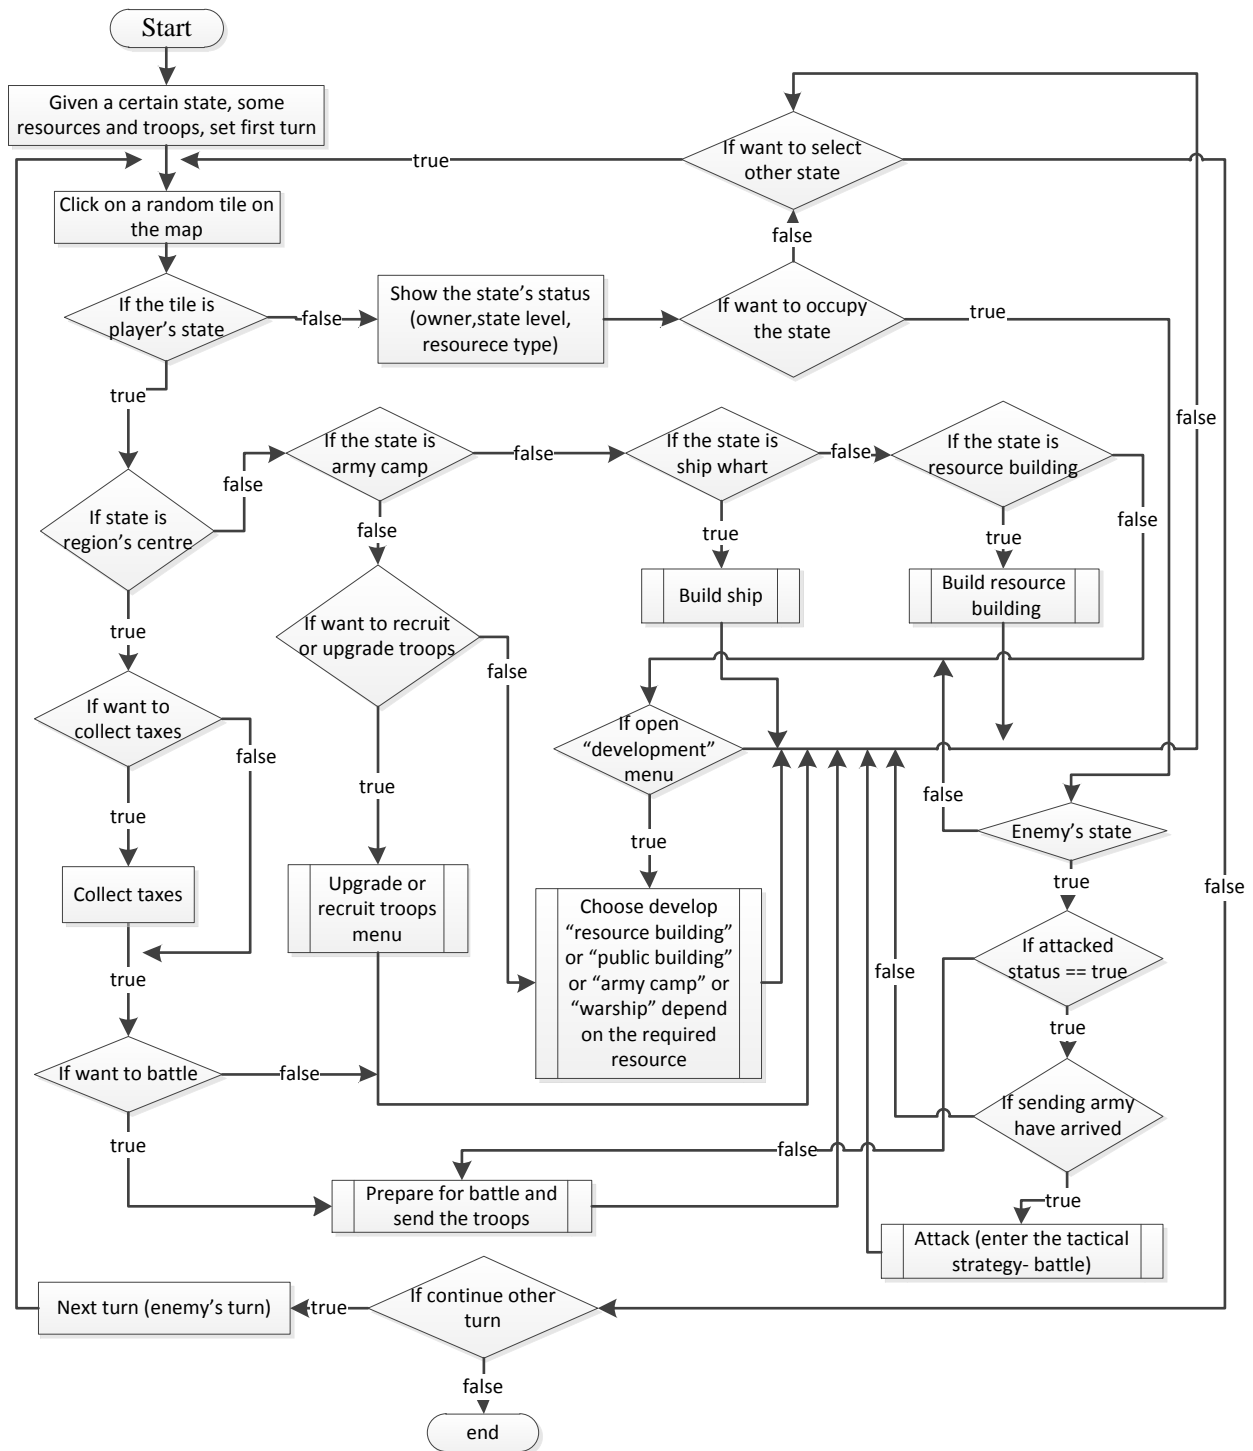 Start
Given a certain state, some
resources and troops, set first turn
true
If want to select
other state
Click on a random tile on
the map
false
If the tile is
player's state
false
Show the state's status
(owner,state level,
resourece type)
If want to occupy
the state
true
true
false
If the state is
army camp
false
If the state is
ship whart
false
If the state is
resource building
false
false
If state is
region's centre
false
true
true
Build ship
Build resource
building
true
If want to recruit
or upgrade troops
false
If want to
collect taxes
false
If open
“development”
menu
true
true
true
false
Enemy's state
true
false
Collect taxes
Upgrade or
recruit troops
menu
Choose develop
“resource building”
or “public building”
or “army camp” or
“warship” depend
on the required
resource
If attacked
status == true
false
true
true
If want to battle
false
If sending army
have arrived
true
false
true
Prepare for battle and
send the troops
Attack (enter the tactical
strategy- battle)
Next turn (enemy's turn)
true
If continue other
turn
false
end